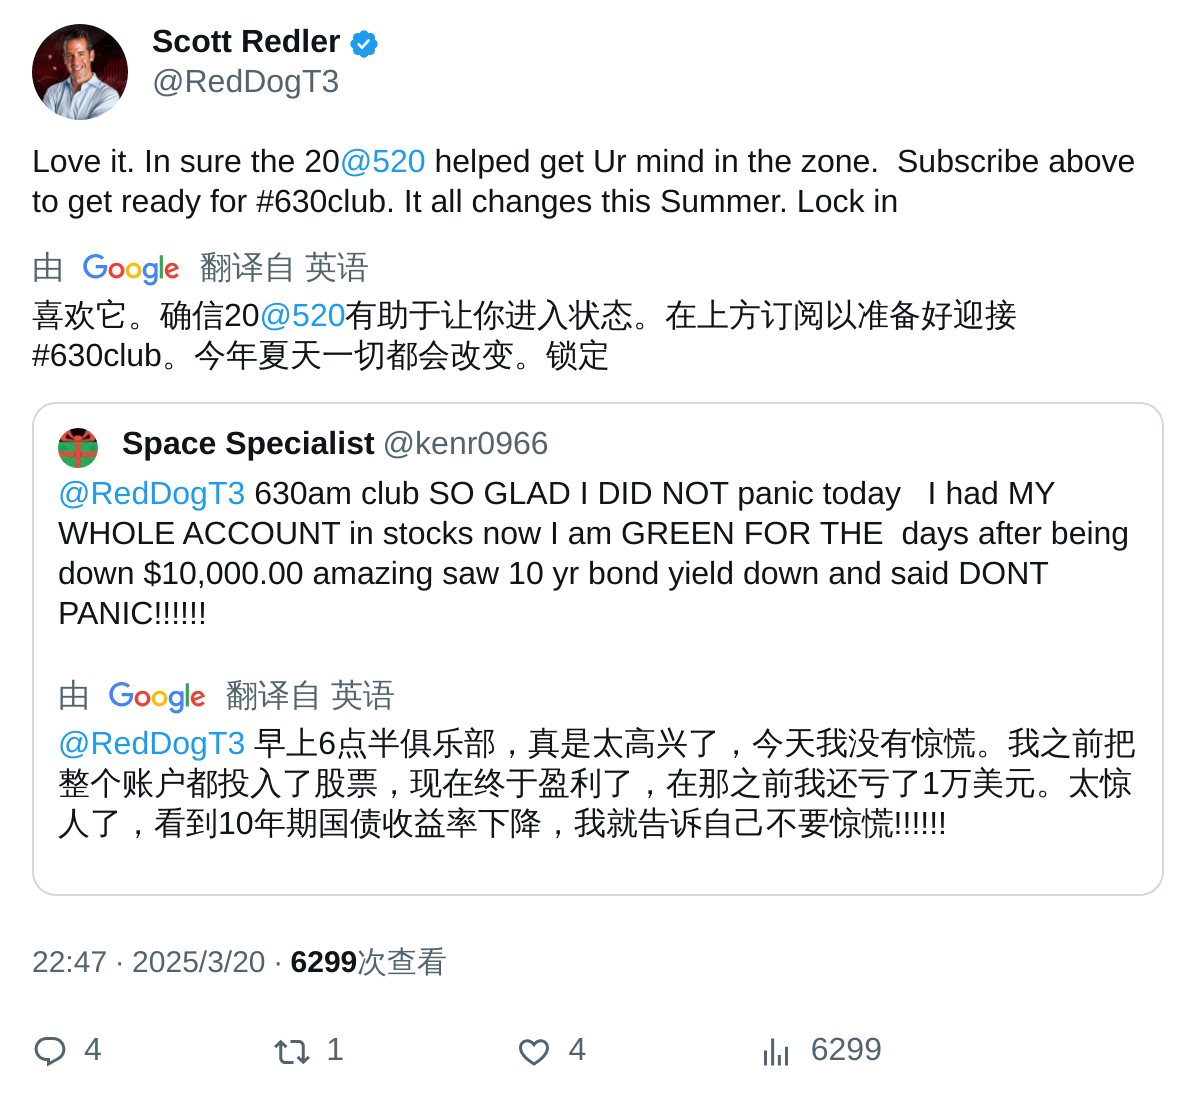 Scott Redler
@RedDogT3
Love it. In sure the 20@520 helped get Ur mind in the zone.  Subscribe above
to get ready for #630club. It all changes this Summer. Lock in
由 Google 翻译自 英语
喜欢它。确信20@520有助于让你进入状态。在上方订阅以准备好迎接
#630club。今年夏天一切都会改变。锁定
Space Specialist @kenr0966
@RedDogT3 630am club SO GLAD I DID NOT panic today   I had MY
WHOLE ACCOUNT in stocks now I am GREEN FOR THE  days after being
down $10,000.00 amazing saw 10 yr bond yield down and said DONT
PANIC!!!!!!
由 Google 翻译自 英语
@RedDogT3 早上6点半俱乐部，真是太高兴了，今天我没有惊慌。我之前把
整个账户都投入了股票，现在终于盈利了，在那之前我还亏了1万美元。太惊
人了，看到10年期国债收益率下降，我就告诉自己不要惊慌!!!!!!
22:47 · 2025/3/20 · 6299次查看
4 1 4 6299